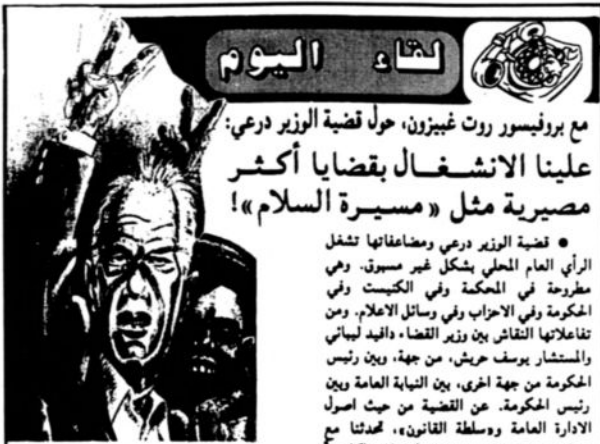 لقاء اليوم
مع بروفيسور روت غبيزون، حول قضية الوزير درعي:
علينا الانشغال بقضايا أكثر
مصيرية مثل «مسيرة السلام»!
● قضية الوزير درعي ومضاعفاتها تشغل
الرأي العام المحلي بشكل غير مسبوق. وهي
مطروحة في المحكمة وفي الكنيست وفي
الحكومة وفي الاحزاب وفي وسائل الاعلام. ومن
تفاعلاتها النقاش بين وزير القضاء دافيد ليبائي
والمستشار يوسف حريش، من جهة، وبين رئيس
الحكومة من جهة اخرى، بين النيابة العامة وبين
رئيس الحكومة. عن القضية من حيث اصول
الادارة العامة و«سلطة القانون»، تحدثنا مع